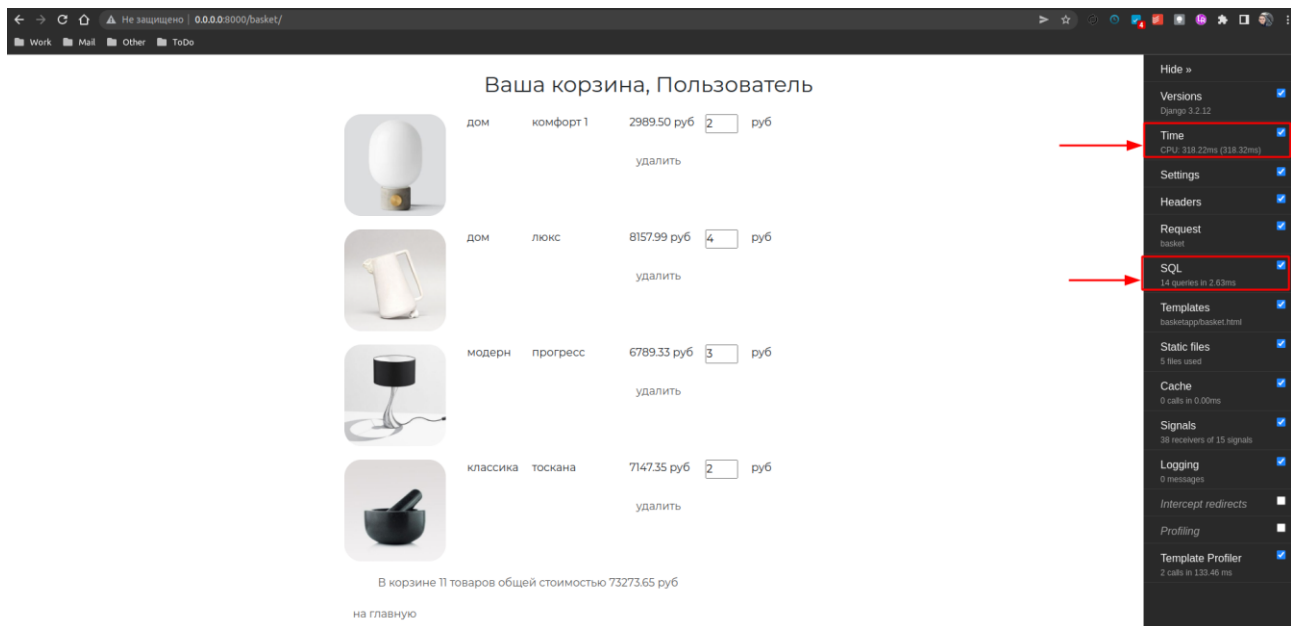 Не защищено | 0.0.0.0:8000/basket/
Work Mail Other ToDo
Ваша корзина, Пользователь
дом комфорт 1 2989.50 руб 2 руб
удалить
дом люкс 8157.99 руб 4 руб
удалить
модерн прогресс 6789.33 руб 3 руб
удалить
классика тоскана 7147.35 руб 2 руб
удалить
В корзине 11 товаров общей стоимостью 73273.65 руб
на главную
Hide »
Versions
Django 3.2.12
Time
CPU: 318.22ms (318.32ms)
Settings
Headers
Request
basket
SQL
14 queries in 2.63ms
Templates
basketapp/basket.html
Static files
5 files used
Cache
0 calls in 0.00ms
Signals
38 receivers of 15 signals
Logging
0 messages
Intercept redirects
Profiling
Template Profiler
2 calls in 133.46 ms